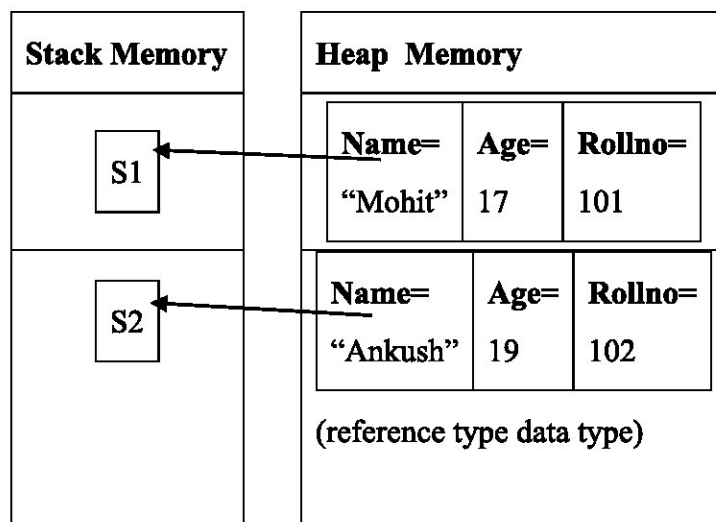 Stack Memory
Heap Memory
S1
Name= Age= Rollno=
“Mohit” 17 101
S2
Name= Age= Rollno=
“Ankush” 19 102
(reference type data type)